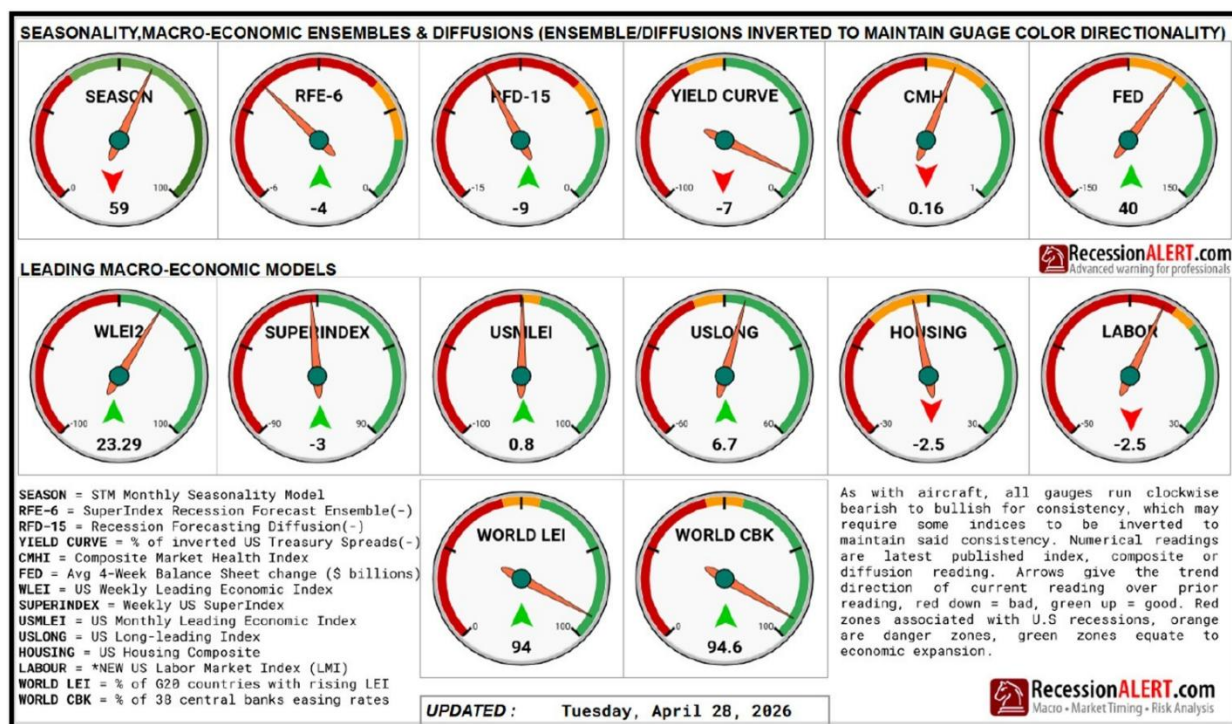 SEASONALITY,MACRO-ECONOMIC ENSEMBLES & DIFFUSIONS (ENSEMBLE/DIFFUSIONS INVERTED TO MAINTAIN GUAGE COLOR DIRECTIONALITY)
SEASON
0
100
59
RFE-6
-6
0
-4
RFD-15
-15
0
-9
YIELD CURVE
-100
0
-7
CMHI
-1
1
0.16
FED
-150
150
40
RecessionALERT.com
Advanced warning for professionals
LEADING MACRO-ECONOMIC MODELS
WLEI2
-100
100
23.29
SUPERINDEX
-90
90
-3
USMLEI
-100
100
0.8
USLONG
-60
60
6.7
HOUSING
-30
30
-2.5
LABOR
-50
30
-2.5
SEASON = STM Monthly Seasonality Model
RFE-6 = SuperIndex Recession Forecast Ensemble(-)
RFD-15 = Recession Forecasting Diffusion(-)
YIELD CURVE = % of inverted US Treasury Spreads(-)
CMHI = Composite Market Health Index
FED = Avg 4-Week Balance Sheet change ($ billions)
WLEI = US Weekly Leading Economic Index
SUPERINDEX = Weekly US SuperIndex
USMLEI = US Monthly Leading Economic Index
USLONG = US Long-leading Index
HOUSING = US Housing Composite
LABOUR = *NEW US Labor Market Index (LMI)
WORLD LEI = % of G20 countries with rising LEI
WORLD CBK = % of 38 central banks easing rates
WORLD LEI
0
100
94
WORLD CBK
0
100
94.6
As with aircraft, all gauges run clockwise
bearish to bullish for consistency, which may
require some indices to be inverted to
maintain said consistency. Numerical readings
are latest published index, composite or
diffusion reading. Arrows give the trend
direction of current reading over prior
reading, red down = bad, green up = good. Red
zones associated with U.S recessions, orange
are danger zones, green zones equate to
economic expansion.
UPDATED : Tuesday, April 28, 2026
RecessionALERT.com
Macro • Market Timing • Risk Analysis